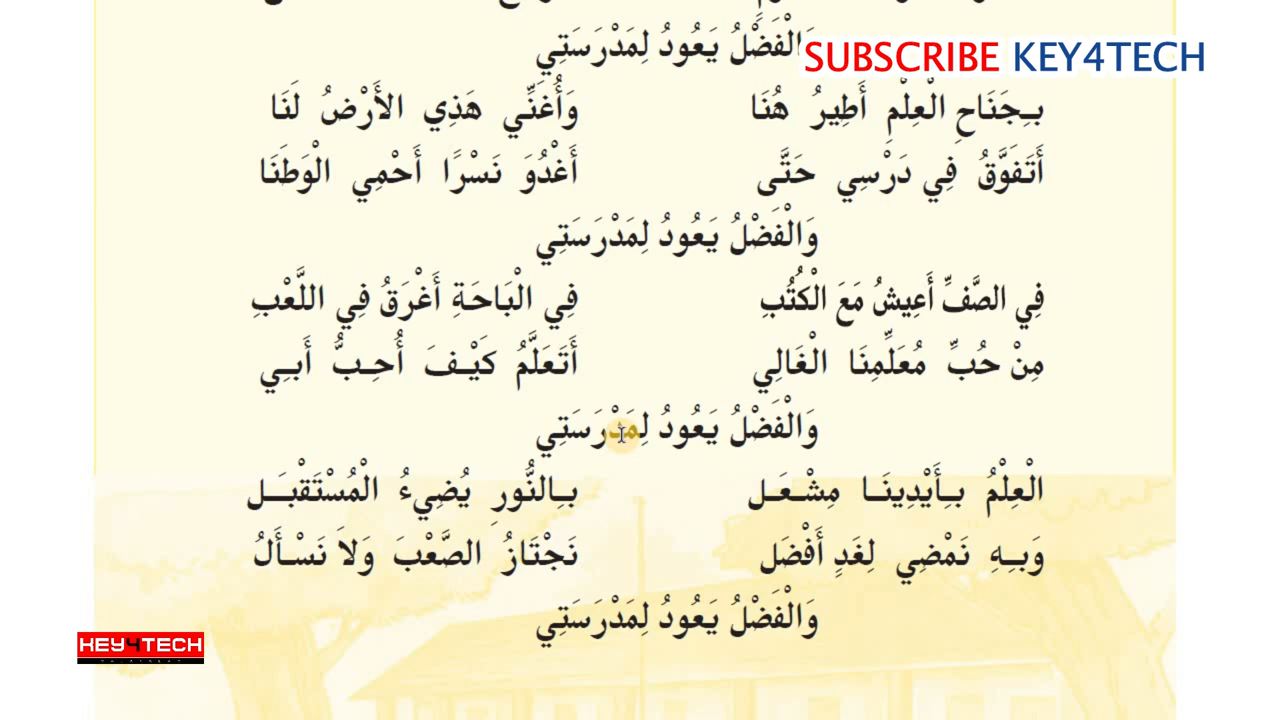 وَالْفَضْلُ يَعُودُ لِمَدْرَسَتِي
SUBSCRIBE KEY4TECH
بِجَنَاحِ الْعِلْمِ أَطِيرُ هُنَا وَأُغَنِّي هَذِي الأَرْضُ لَنَا
أَتَفَوَّقُ فِي دَرْسِي حَتَّى أَغْدُوَ نَسْرًا أَحْمِي الْوَطَنَا
وَالْفَضْلُ يَعُودُ لِمَدْرَسَتِي
فِي الصَّفِّ أَعِيشُ مَعَ الْكُتُبِ فِي الْبَاحَةِ أَغْرَقُ فِي اللَّعْبِ
مِنْ حُبِّ مُعَلِّمِنَا الْغَالِي أَتَعَلَّمُ كَيْفَ أُحِبُّ أَبِي
وَالْفَضْلُ يَعُودُ لِمَدْرَسَتِي
الْعِلْمُ بِأَيْدِينَا مِشْعَل بِالنُّورِ يُضِيءُ الْمُسْتَقْبَل
وَبِهِ نَمْضِي لِغَدٍ أَفْضَل نَجْتَازُ الصَّعْبَ وَلاَ نَسْأَلُ
وَالْفَضْلُ يَعُودُ لِمَدْرَسَتِي
KEY4TECH